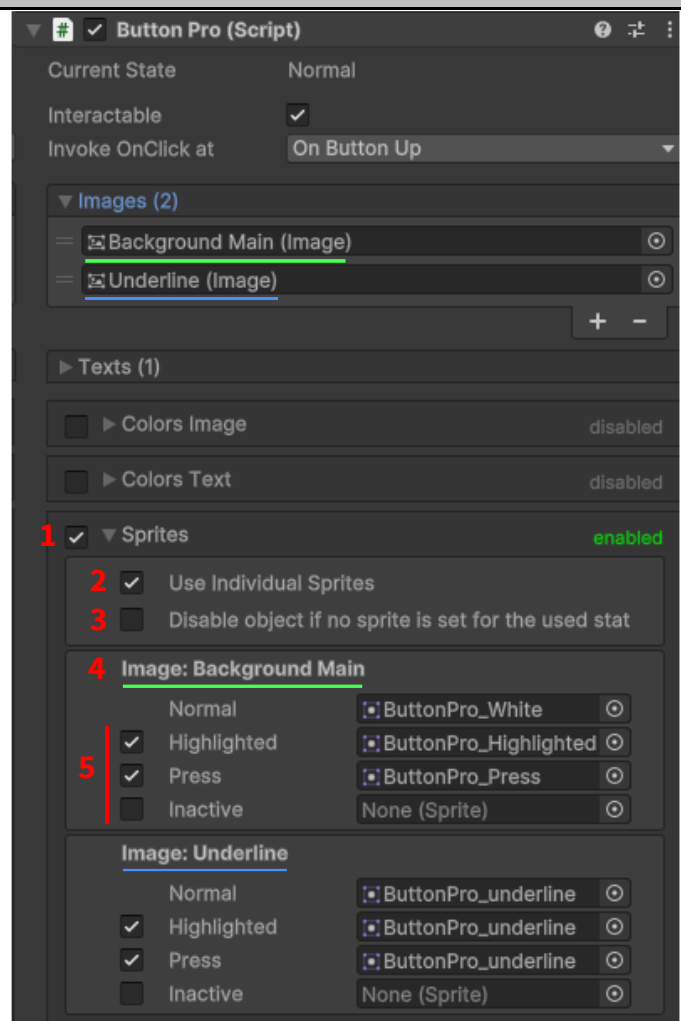 # Button Pro (Script)
Current State Normal
Interactable
Invoke OnClick at On Button Up
Images (2)
Background Main (Image)
Underline (Image)
+ −
Texts (1)
Colors Image disabled
Colors Text disabled
1 Sprites enabled
2 Use Individual Sprites
3 Disable object if no sprite is set for the used stat
4 Image: Background Main
Normal ButtonPro_White
Highlighted ButtonPro_Highlighted
5 Press ButtonPro_Press
Inactive None (Sprite)
Image: Underline
Normal ButtonPro_underline
Highlighted ButtonPro_underline
Press ButtonPro_underline
Inactive None (Sprite)